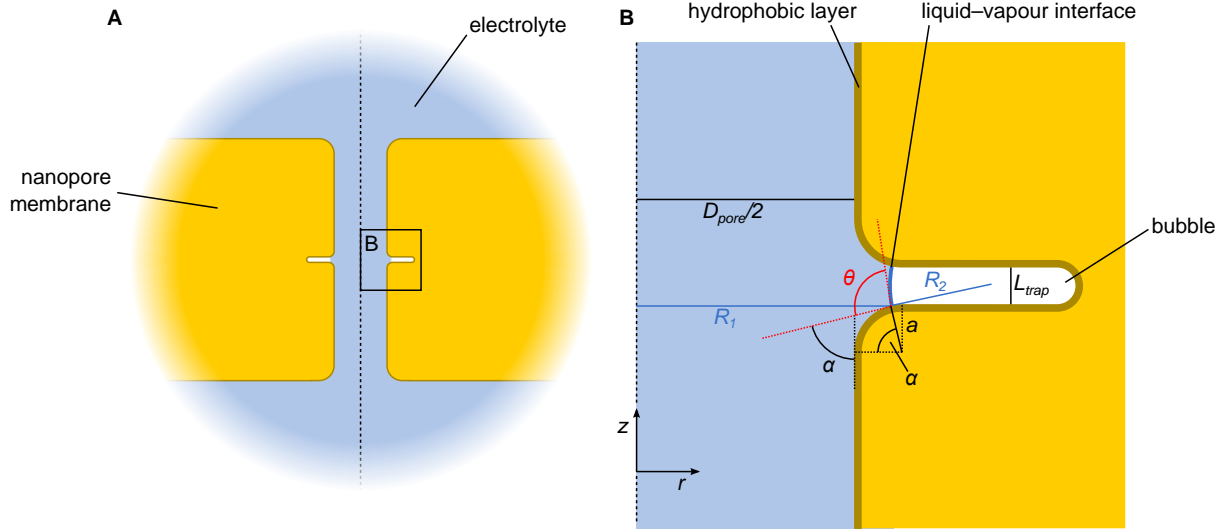 A
electrolyte
nanopore
membrane
B
B
hydrophobic layer
liquid–vapour interface
D_pore/2
bubble
θ
R_2
L_trap
R_1
a
α
α
z
r